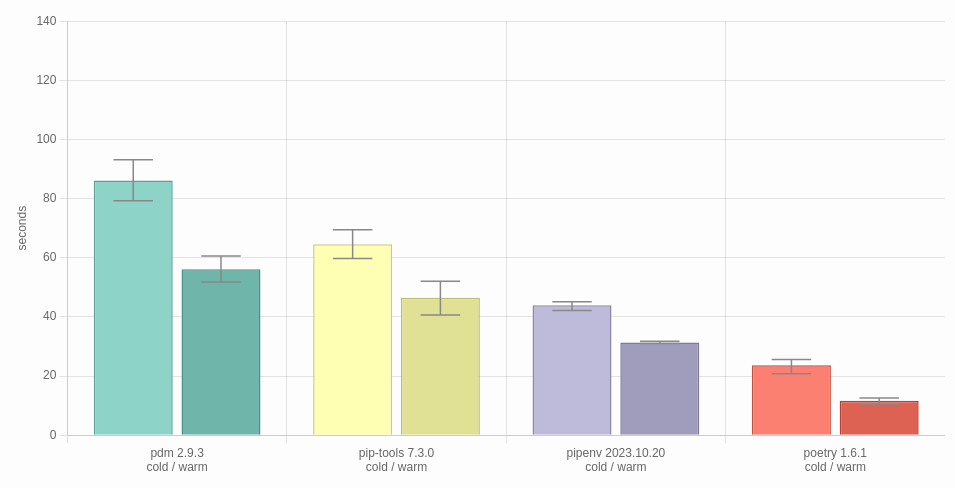 140
120
100
80
60
40
20
0
seconds
pdm 2.9.3
cold / warm
pip-tools 7.3.0
cold / warm
pipenv 2023.10.20
cold / warm
poetry 1.6.1
cold / warm